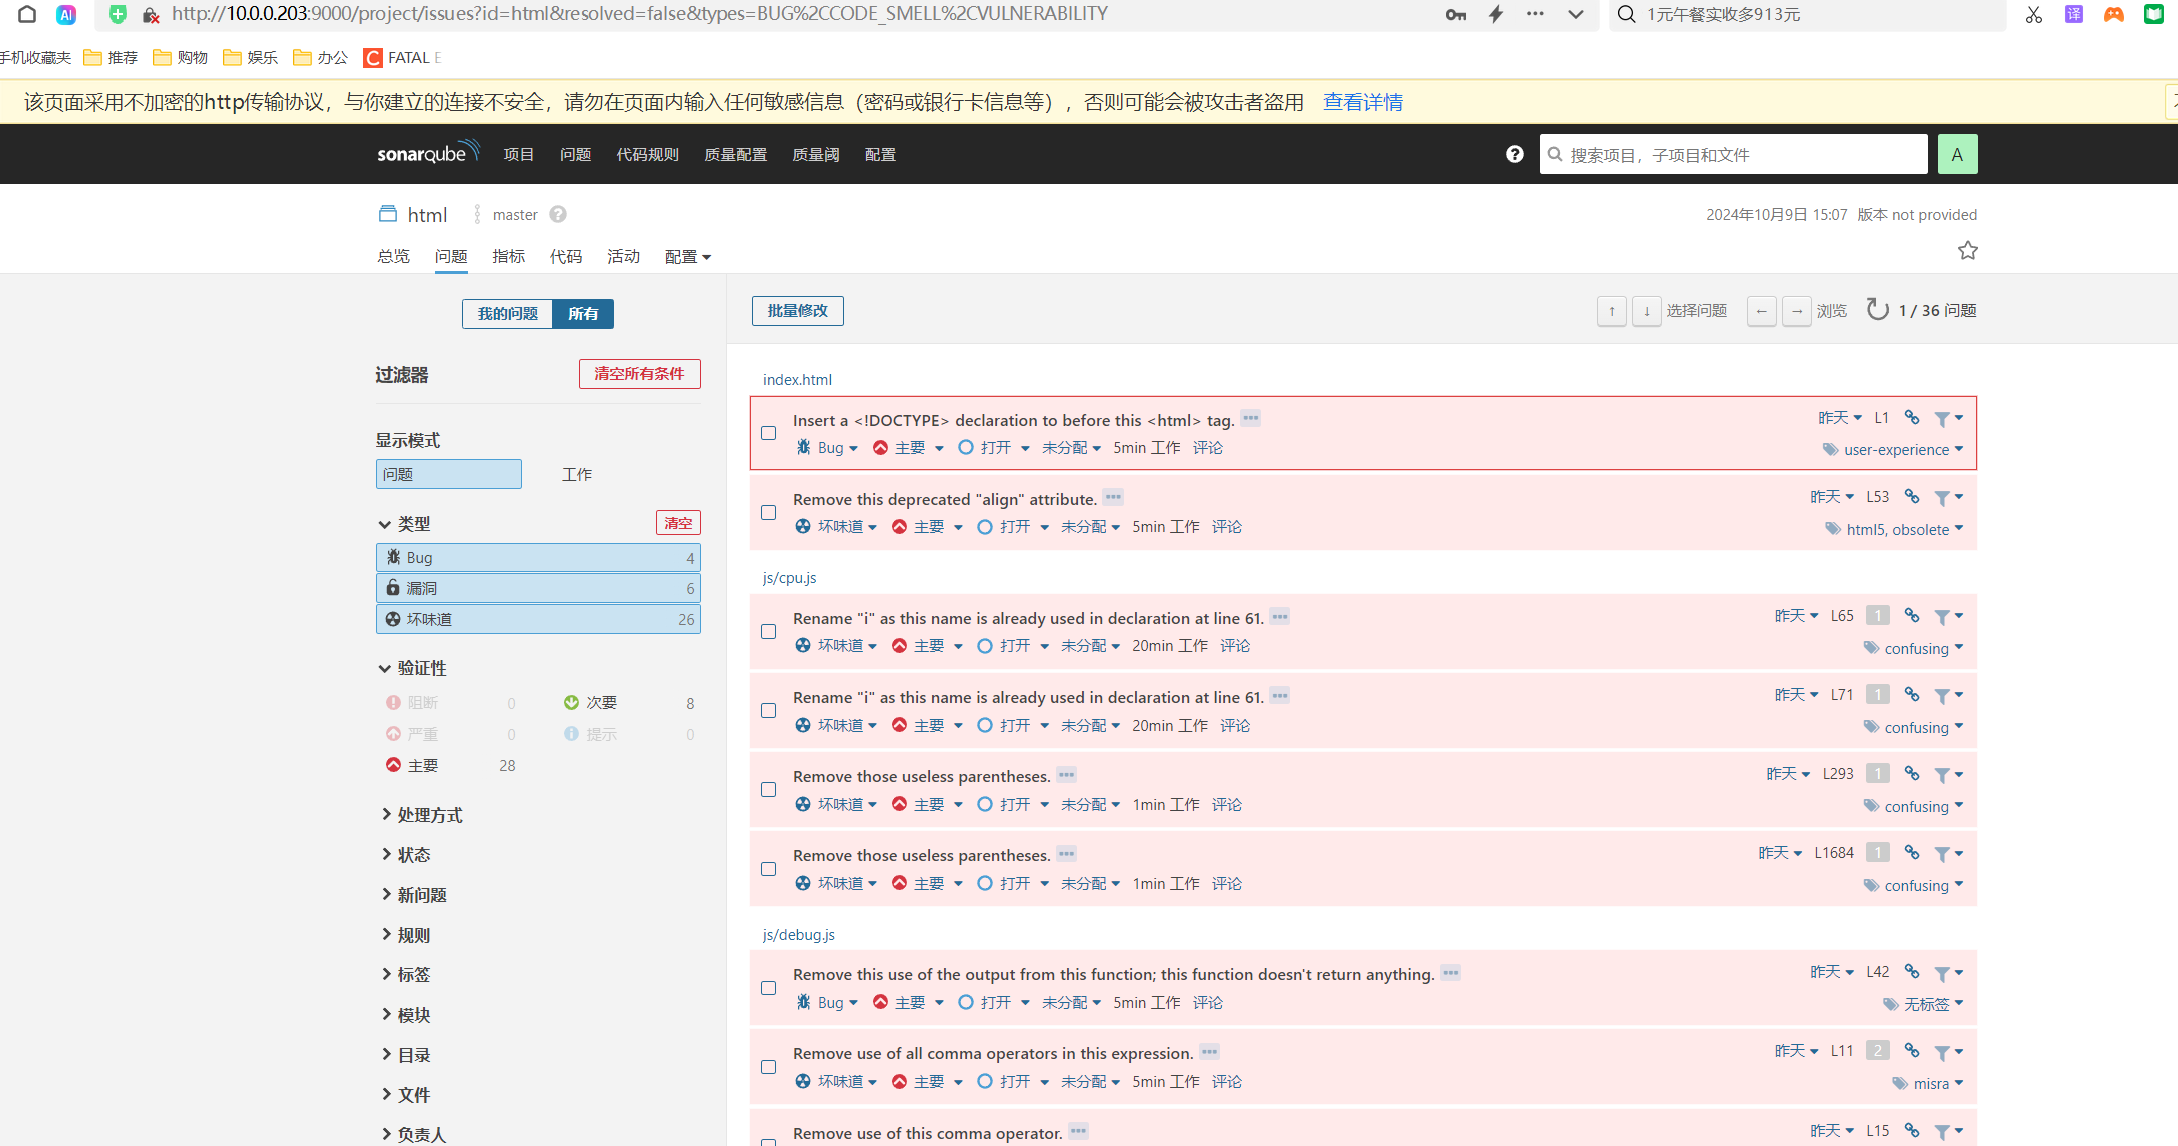 http://10.0.0.203:9000/project/issues?id=html&resolved=false&types=BUG%2CCODE_SMELL%2CVULNERABILITY
1元午餐实收多913元
译
手机收藏夹 推荐 购物 娱乐 办公 C FATAL E
该页面采用不加密的http传输协议，与你建立的连接不安全，请勿在页面内输入任何敏感信息（密码或银行卡信息等），否则可能会被攻击者盗用 查看详情
sonarqube 项目 问题 代码规则 质量配置 质量阈 配置 搜索项目，子项目和文件 A
html master 2024年10月9日 15:07 版本 not provided
总览 问题 指标 代码 活动 配置
我的问题 所有
过滤器 清空所有条件
显示模式
问题 工作
类型 清空
Bug 4
漏洞 6
坏味道 26
验证性
阻断 0 次要 8
严重 0 提示 0
主要 28
处理方式
状态
新问题
规则
标签
模块
目录
文件
负责人
批量修改 ↑ ↓ 选择问题 ← → 浏览 1 / 36 问题
index.html
Insert a <!DOCTYPE> declaration to before this <html> tag. 昨天 L1
Bug 主要 打开 未分配 5min 工作 评论 user-experience
Remove this deprecated "align" attribute. 昨天 L53
坏味道 主要 打开 未分配 5min 工作 评论 html5, obsolete
js/cpu.js
Rename "i" as this name is already used in declaration at line 61. 昨天 L65 1
坏味道 主要 打开 未分配 20min 工作 评论 confusing
Rename "i" as this name is already used in declaration at line 61. 昨天 L71 1
坏味道 主要 打开 未分配 20min 工作 评论 confusing
Remove those useless parentheses. 昨天 L293 1
坏味道 主要 打开 未分配 1min 工作 评论 confusing
Remove those useless parentheses. 昨天 L1684 1
坏味道 主要 打开 未分配 1min 工作 评论 confusing
js/debug.js
Remove this use of the output from this function; this function doesn't return anything. 昨天 L42
Bug 主要 打开 未分配 5min 工作 评论 无标签
Remove use of all comma operators in this expression. 昨天 L11 2
坏味道 主要 打开 未分配 5min 工作 评论 misra
Remove use of this comma operator. 昨天 L15